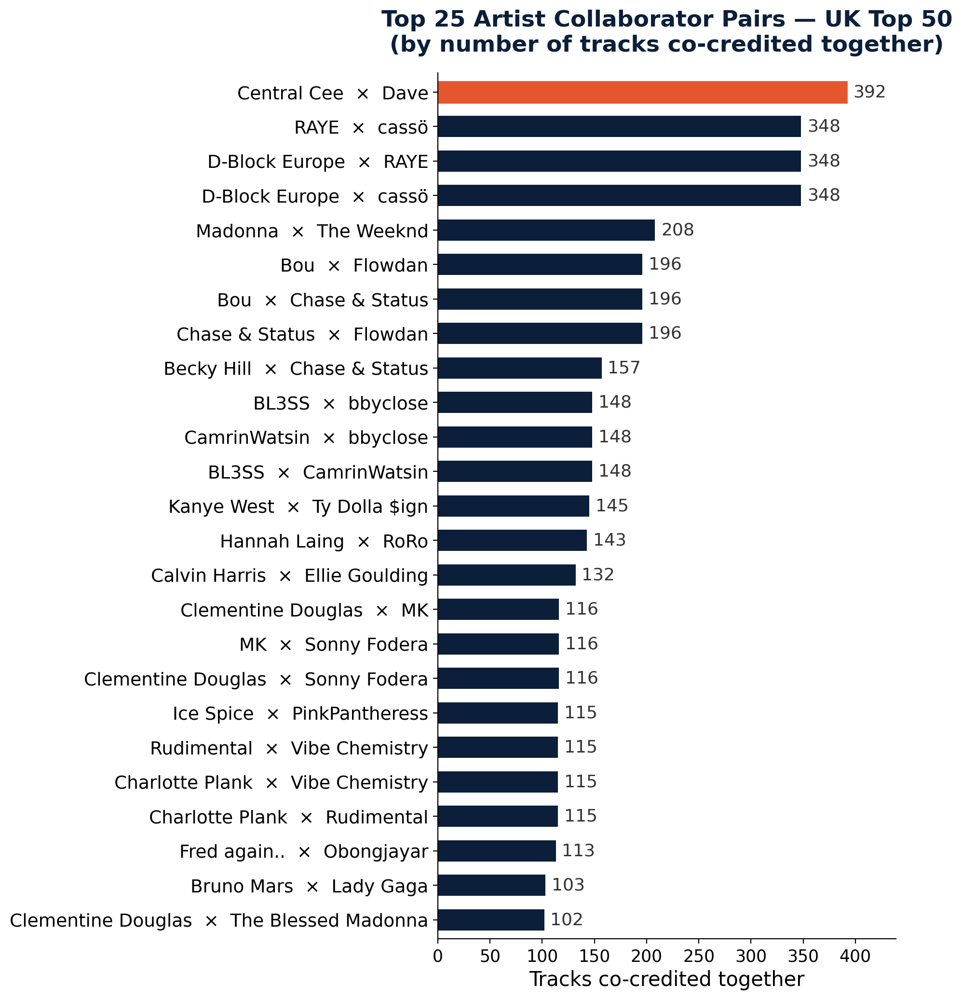 Top 25 Artist Collaborator Pairs — UK Top 50
(by number of tracks co-credited together)
Central Cee × Dave 392
RAYE × cassö 348
D-Block Europe × RAYE 348
D-Block Europe × cassö 348
Madonna × The Weeknd 208
Bou × Flowdan 196
Bou × Chase & Status 196
Chase & Status × Flowdan 196
Becky Hill × Chase & Status 157
BL3SS × bbyclose 148
CamrinWatsin × bbyclose 148
BL3SS × CamrinWatsin 148
Kanye West × Ty Dolla $ign 145
Hannah Laing × RoRo 143
Calvin Harris × Ellie Goulding 132
Clementine Douglas × MK 116
MK × Sonny Fodera 116
Clementine Douglas × Sonny Fodera 116
Ice Spice × PinkPantheress 115
Rudimental × Vibe Chemistry 115
Charlotte Plank × Vibe Chemistry 115
Charlotte Plank × Rudimental 115
Fred again.. × Obongjayar 113
Bruno Mars × Lady Gaga 103
Clementine Douglas × The Blessed Madonna 102
0 50 100 150 200 250 300 350 400
Tracks co-credited together